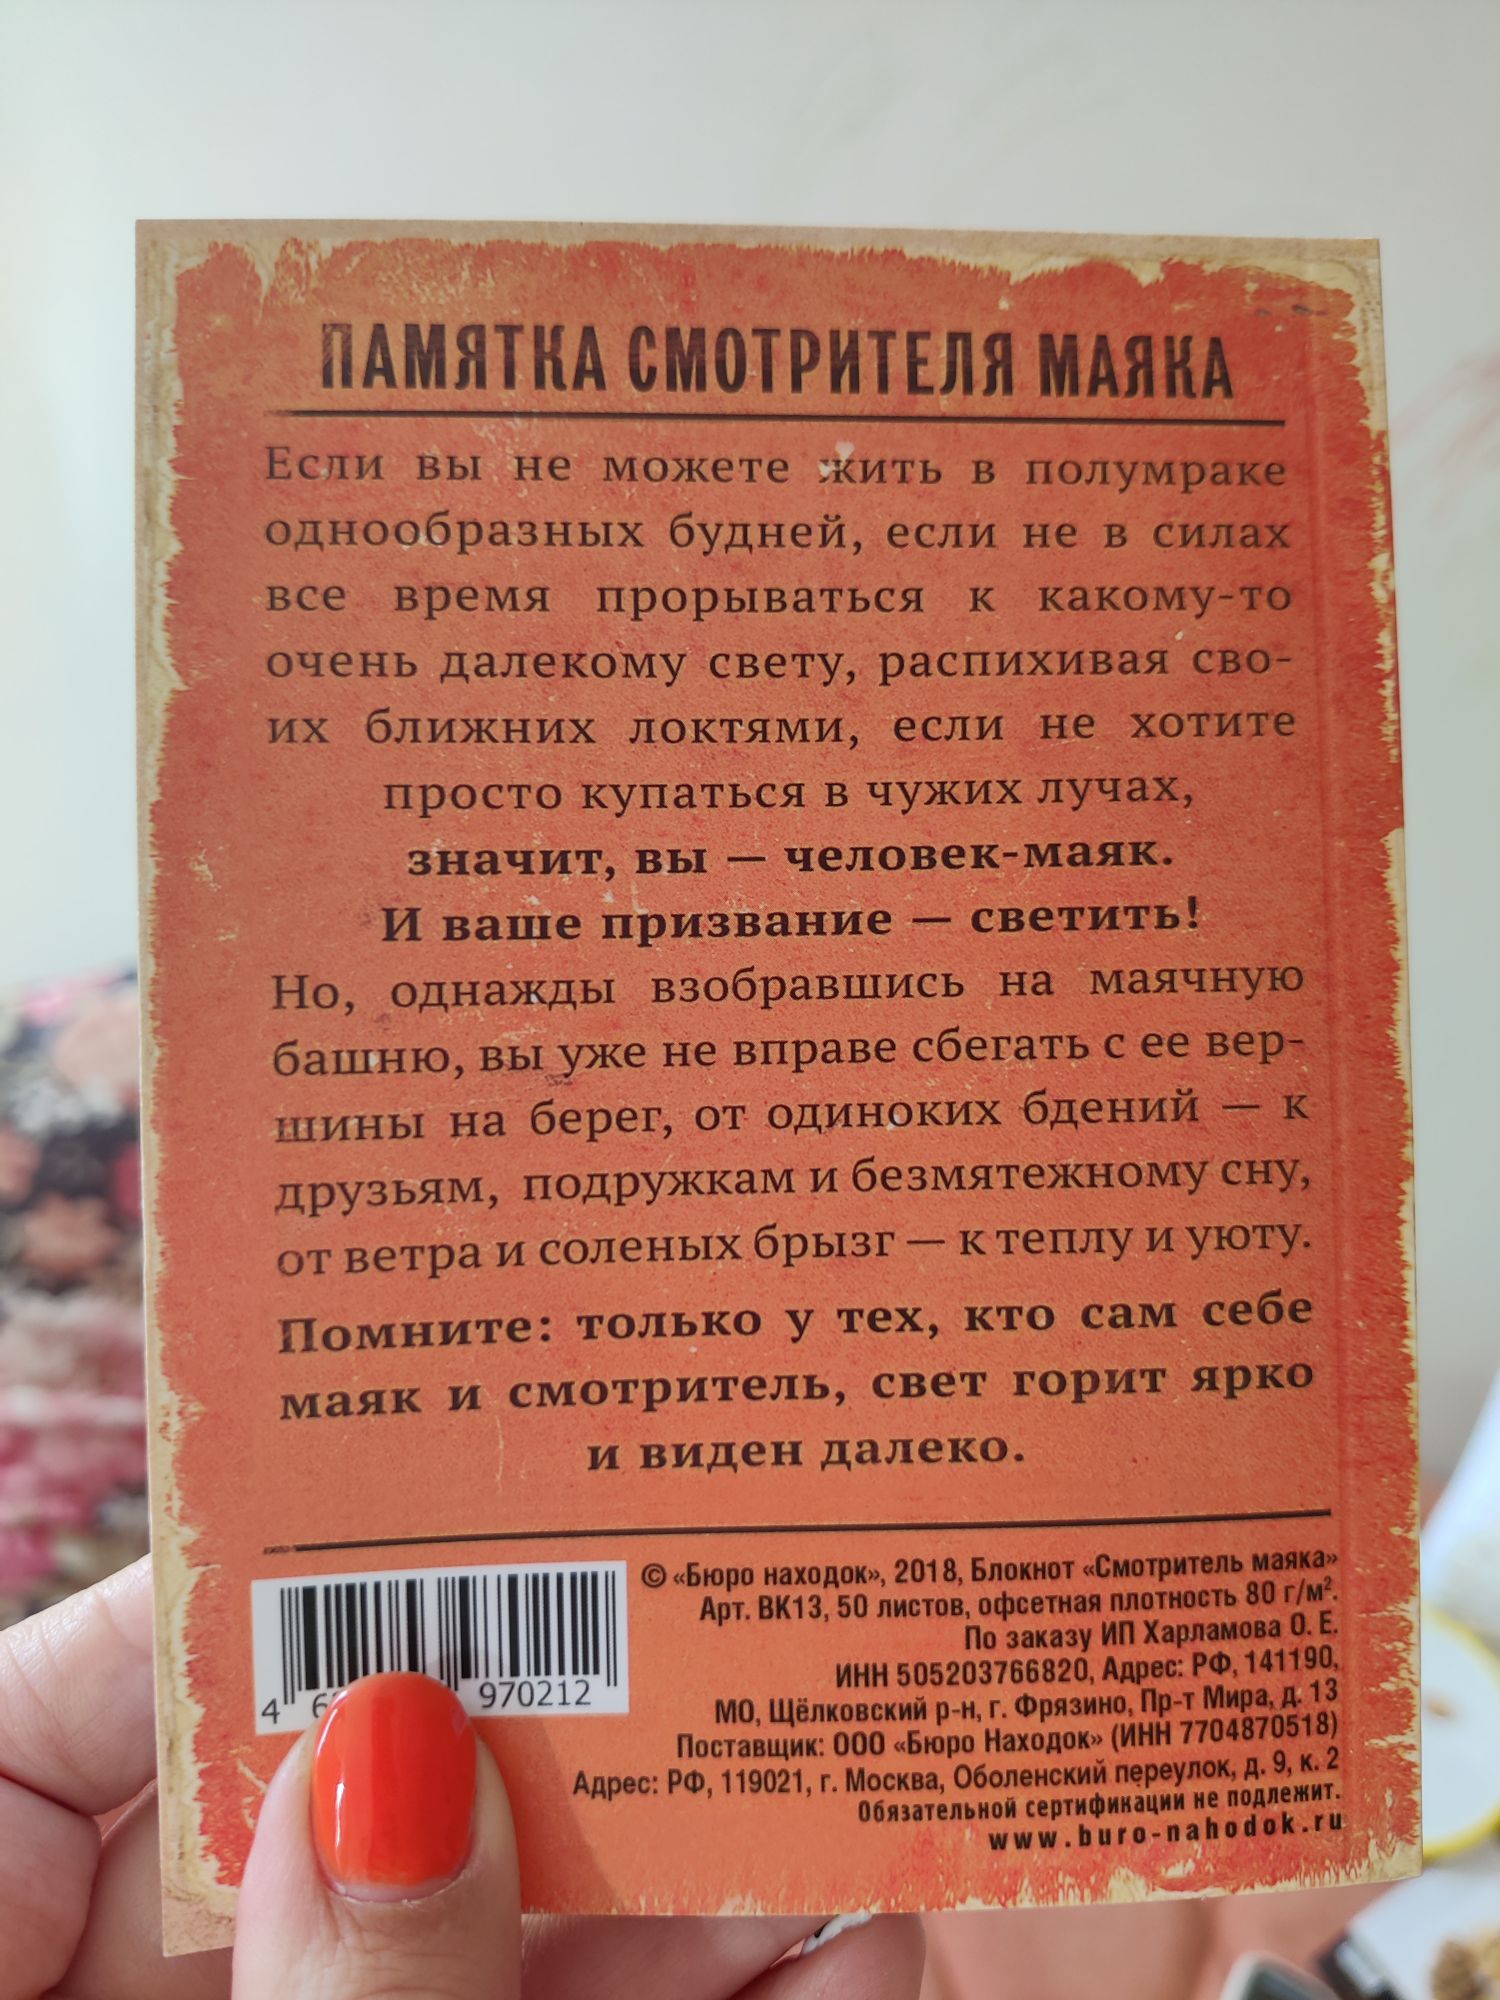 ПАМЯТКА СМОТРИТЕЛЯ МАЯКА
Если вы не можете жить в полумраке
однообразных будней, если не в силах
все время прорываться к какому-то
очень далекому свету, распихивая сво-
их ближних локтями, если не хотите
просто купаться в чужих лучах,
значит, вы — человек-маяк.
И ваше призвание — светить!
Но, однажды взобравшись на маячную
башню, вы уже не вправе сбегать с ее вер-
шины на берег, от одиноких бдений — к
друзьям, подружкам и безмятежному сну,
от ветра и соленых брызг — к теплу и уюту.
Помните: только у тех, кто сам себе
маяк и смотритель, свет горит ярко
и виден далеко.
© «Бюро находок», 2018, Блокнот «Смотритель маяка»
Арт. ВК13, 50 листов, офсетная плотность 80 г/м².
По заказу ИП Харламова О. Е.
ИНН 505203766820, Адрес: РФ, 141190,
МО, Щёлковский р-н, г. Фрязино, Пр-т Мира, д. 13
Поставщик: ООО «Бюро Находок» (ИНН 7704870518)
Адрес: РФ, 119021, г. Москва, Оболенский переулок, д. 9, к. 2
Обязательной сертификации не подлежит.
www.buro-nahodok.ru
4 970212